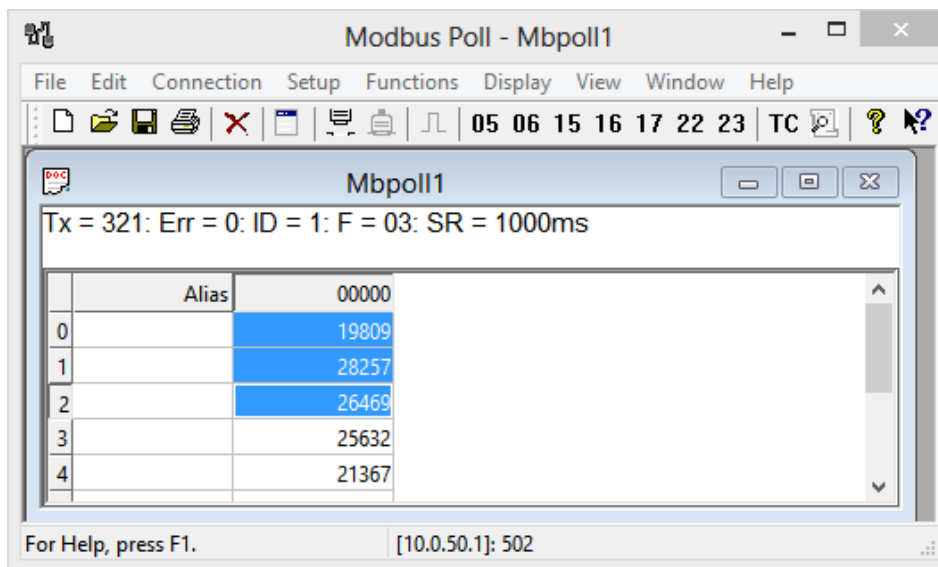 Modbus Poll - Mbpoll1
File Edit Connection Setup Functions Display View Window Help
05 06 15 16 17 22 23 TC
Mbpoll1
Tx = 321: Err = 0: ID = 1: F = 03: SR = 1000ms
Alias 00000
0 19809
1 28257
2 26469
3 25632
4 21367
For Help, press F1. [10.0.50.1]: 502